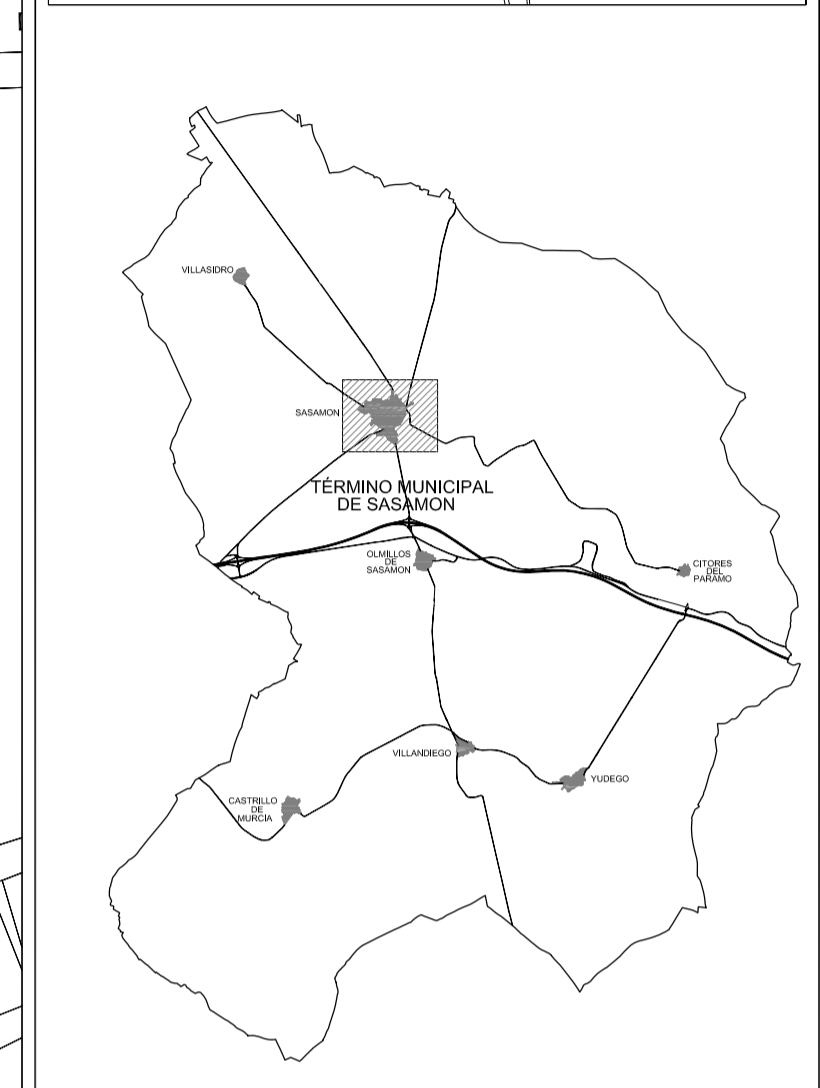 VILLASIDRO
SASAMON
TÉRMINO MUNICIPAL
DE SASAMON
OLMILLOS
DE
SASAMON
CITORES
DEL
PARAMO
VILLANDIEGO
YUDEGO
CASTRILLO
DE
MURCIA